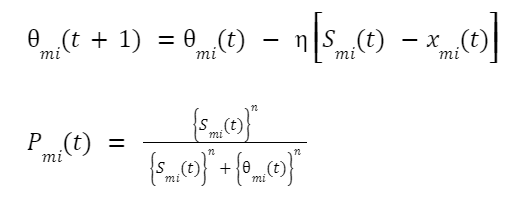 θ_mi(t + 1) = θ_mi(t) − η[S_mi(t) − x_mi(t)]
P_mi(t) = {S_mi(t)}^n / ({S_mi(t)}^n + {θ_mi(t)}^n)